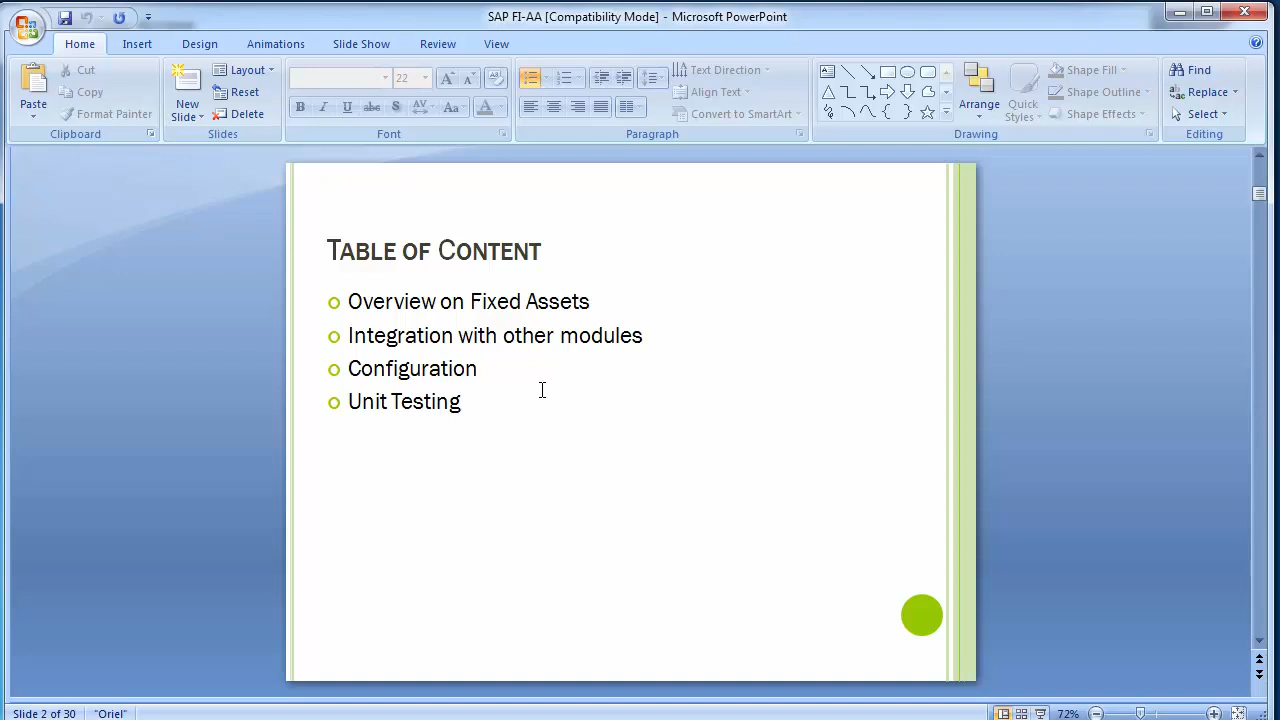 SAP FI-AA [Compatibility Mode] - Microsoft PowerPoint
Home Insert Design Animations Slide Show Review View
Paste
Cut
Copy
Format Painter
Clipboard
New Slide
Layout
Reset
Delete
Slides
22
B I U abc S AV Aa A
Font
Text Direction
Align Text
Convert to SmartArt
Paragraph
Arrange
Quick Styles
Shape Fill
Shape Outline
Shape Effects
Drawing
Find
Replace
Select
Editing
TABLE OF CONTENT
Overview on Fixed Assets
Integration with other modules
Configuration
Unit Testing
Slide 2 of 30 "Oriel" 72%